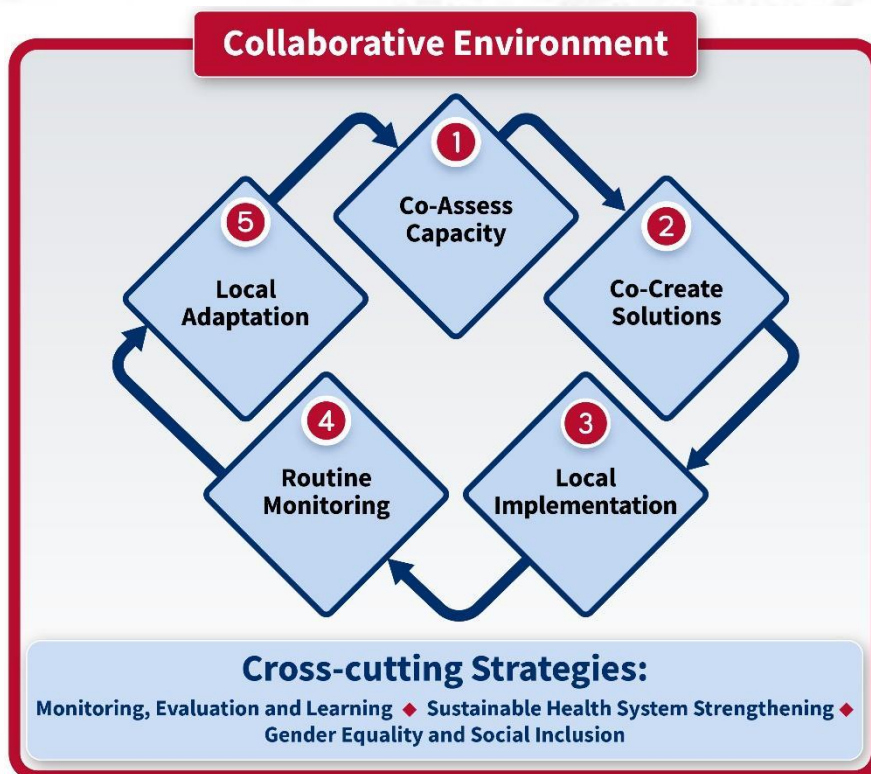 Collaborative Environment
1
Co-Assess
Capacity
2
Co-Create
Solutions
3
Local
Implementation
4
Routine
Monitoring
5
Local
Adaptation
Cross-cutting Strategies:
Monitoring, Evaluation and Learning ◆ Sustainable Health System Strengthening ◆
Gender Equality and Social Inclusion